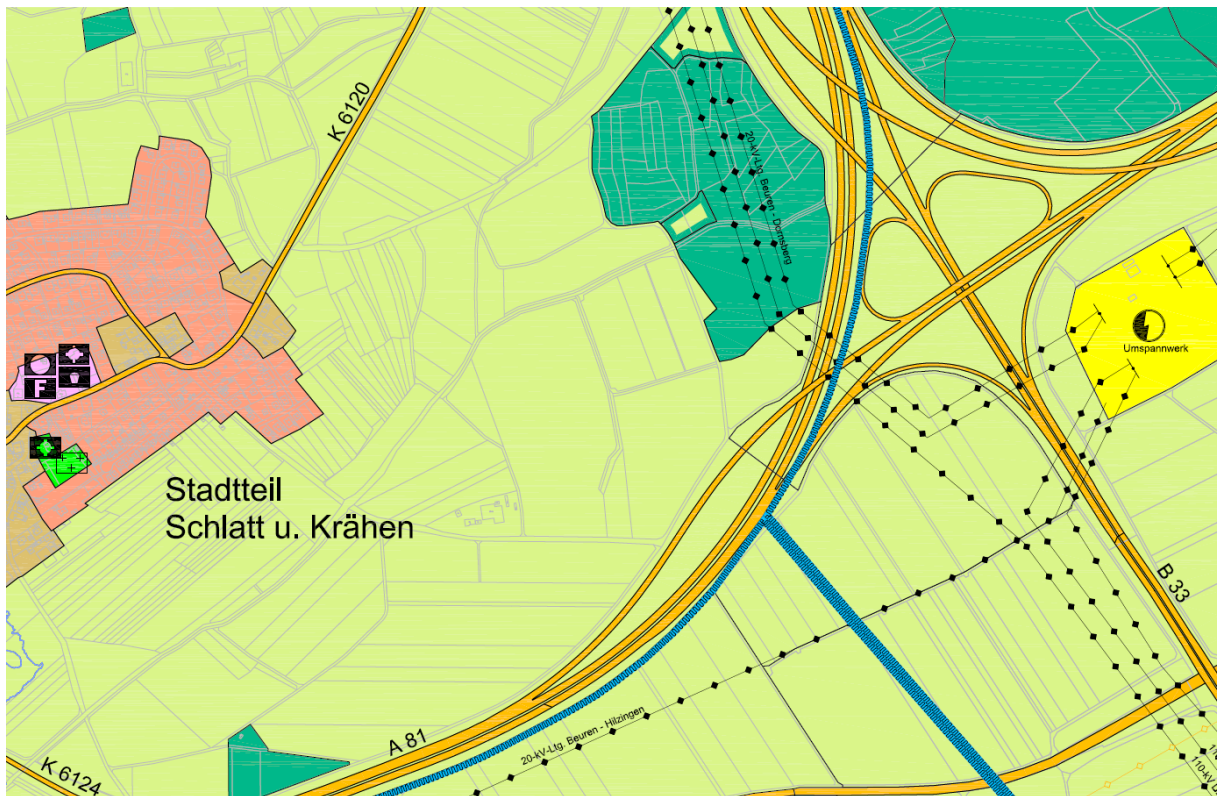 K 6120
20-kV-Ltg. Beuren - Dornsberg
Umspannwerk
F
Stadtteil
Schlatt u. Krähen
B 33
20-kV-Ltg. Beuren - Hilzingen
A 81
K 6124
110-kV